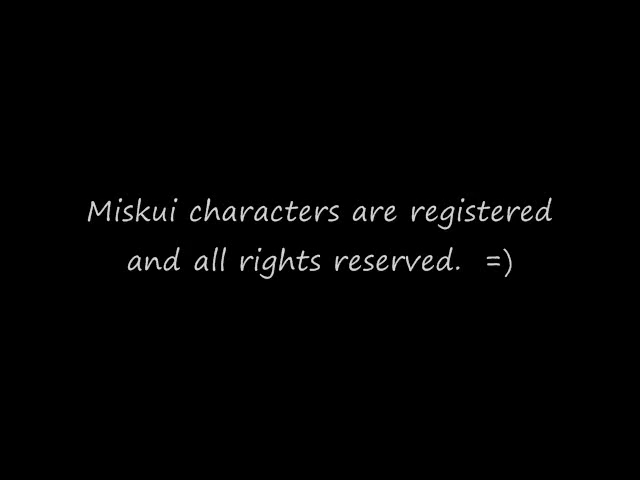 Miskui characters are registered
and all rights reserved.  =)